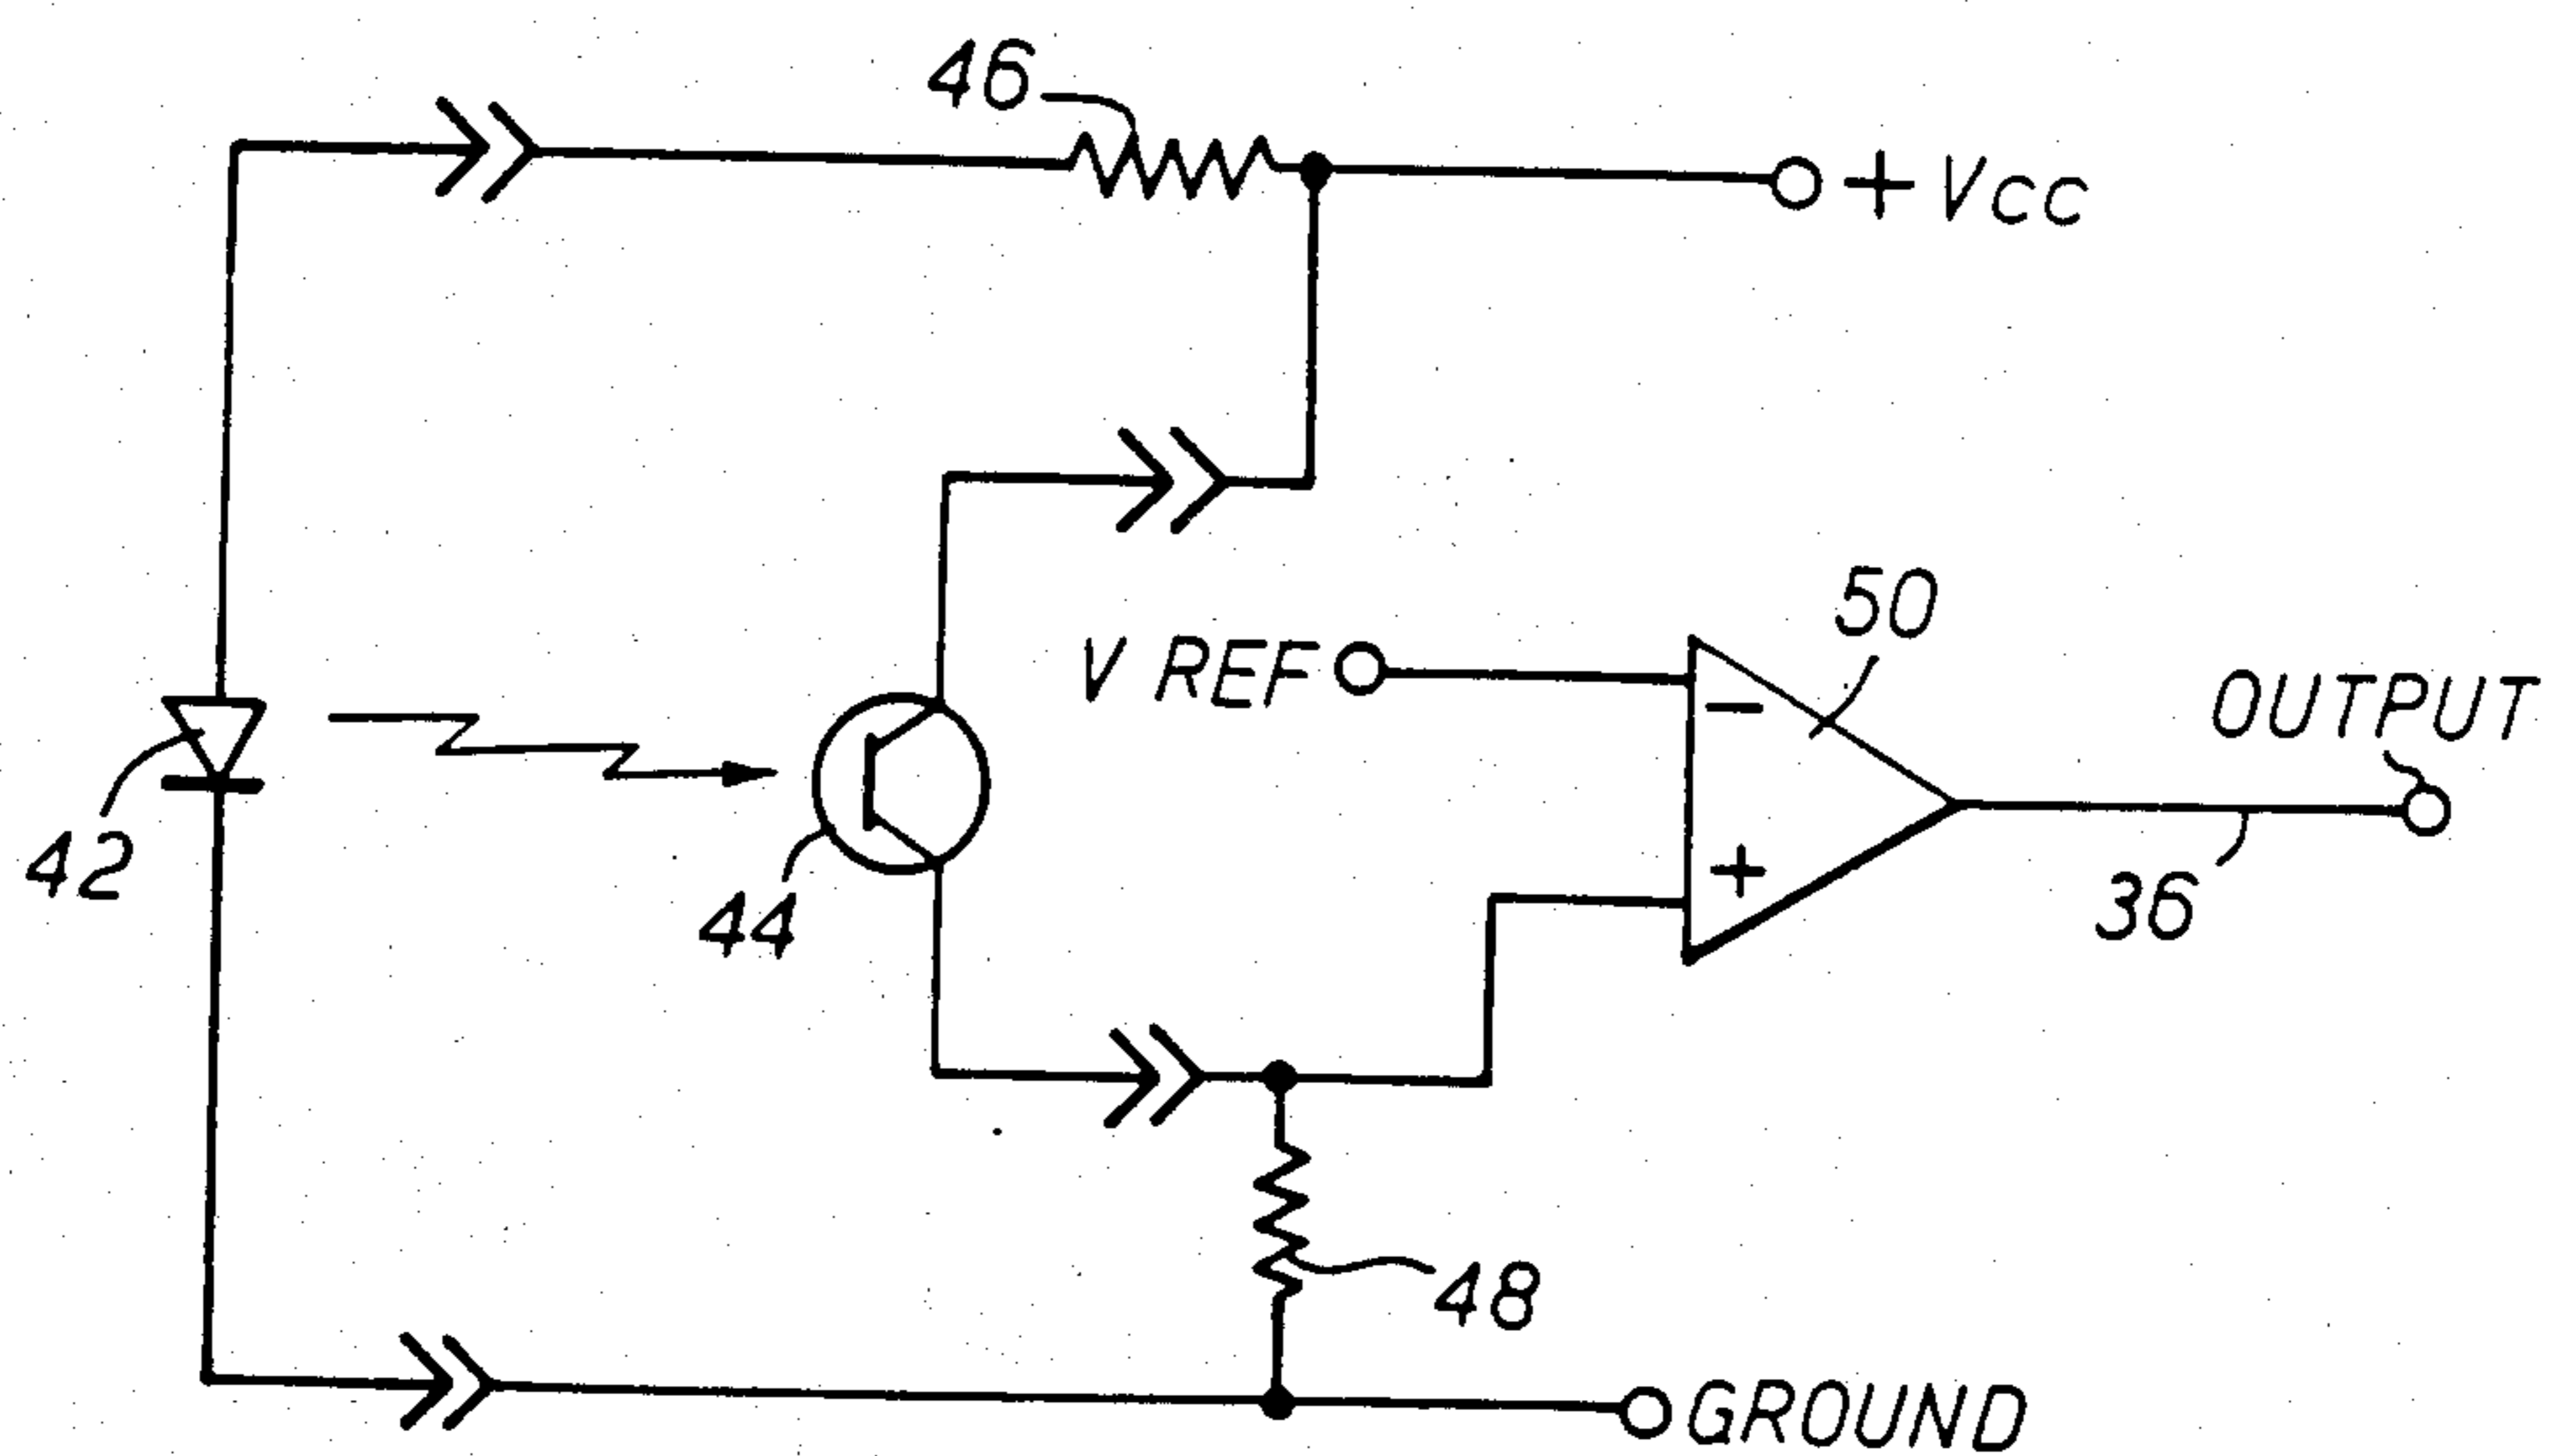 46
+ Vcc
50
V REF
OUTPUT
−
42
+
36
44
48
GROUND